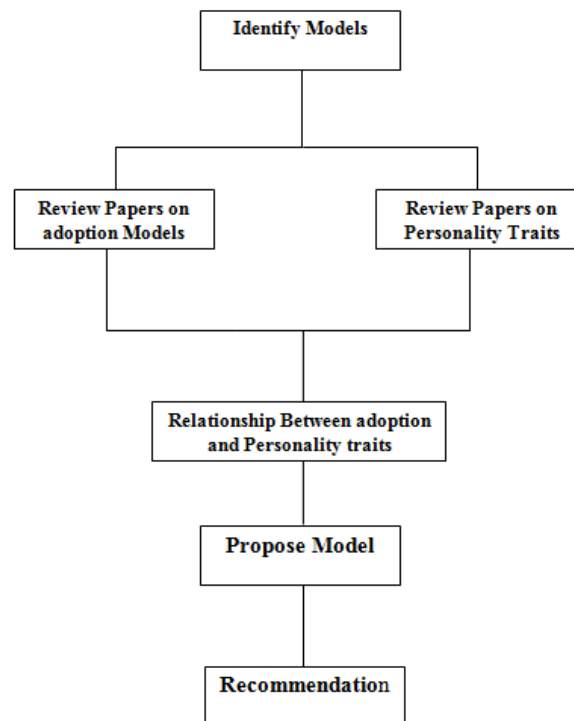 Identify Models
Review Papers on
adoption Models
Review Papers on
Personality Traits
Relationship Between adoption
and Personality traits
Propose Model
Recommendation